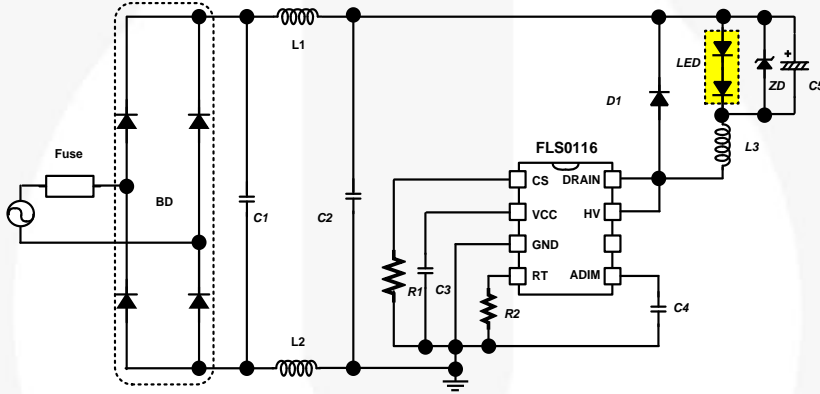 L1
LED
ZD
C5
D1
L3
FLS0116
Fuse
CS
DRAIN
BD
C1
C2
VCC
HV
GND
R1
C3
RT
ADIM
R2
C4
L2
+